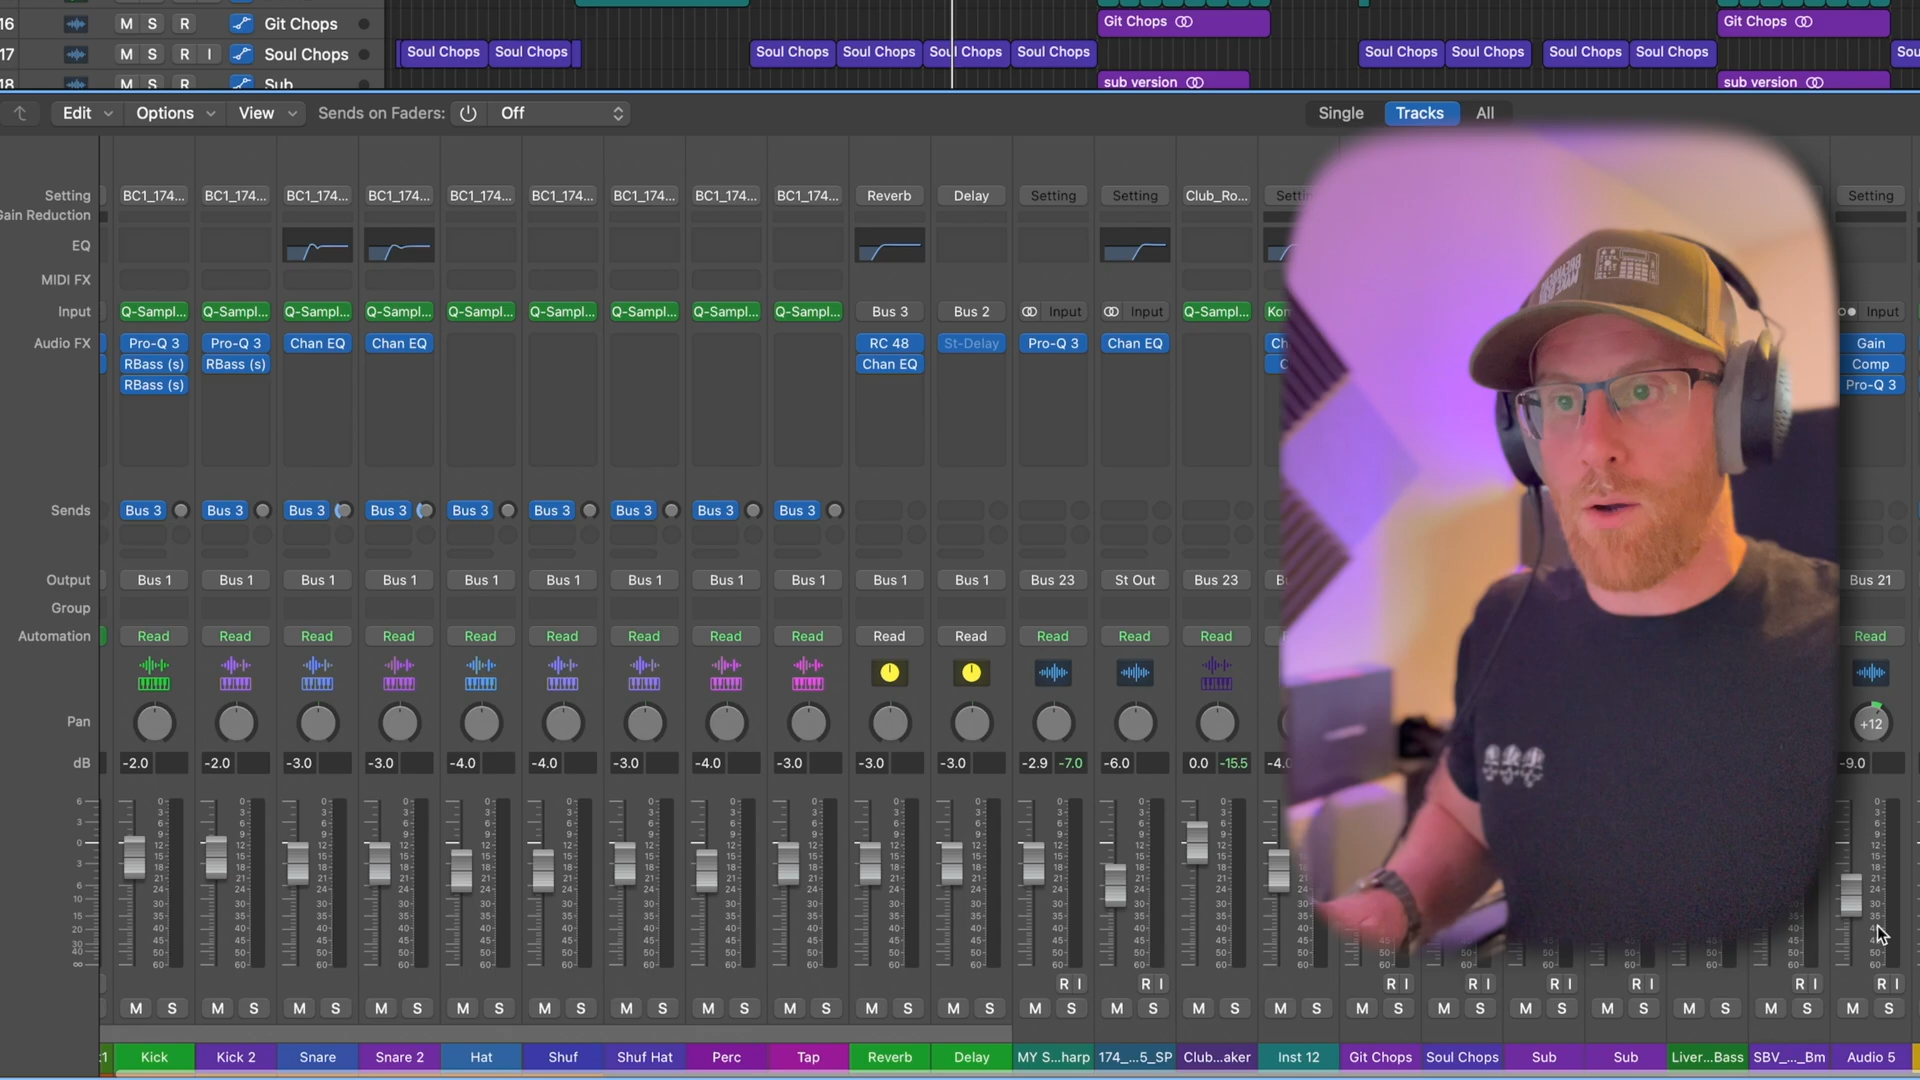 16 M S R Git Chops
Git Chops Git Chops
17 M S R I Soul Chops
Soul Chops Soul Chops Soul Chops Soul Chops Soul Chops Soul Chops Soul Chops Soul Chops Soul Chops Soul Chops Sou
18 M S R Sub
sub version sub version
Edit Options View Sends on Faders: Off Single Tracks All
Setting BC1_174... BC1_174... BC1_174... BC1_174... BC1_174... BC1_174... BC1_174... BC1_174... BC1_174... Reverb Delay Setting Setting Club_Ro... Setting Setting
Gain Reduction
EQ
MIDI FX
Input Q-Sampl... Q-Sampl... Q-Sampl... Q-Sampl... Q-Sampl... Q-Sampl... Q-Sampl... Q-Sampl... Q-Sampl... Bus 3 Bus 2 Input Input Q-Sampl... Kon Input
Audio FX Pro-Q 3 Pro-Q 3 Chan EQ Chan EQ RC 48 St-Delay Pro-Q 3 Chan EQ Ch Gain
RBass (s) RBass (s) Chan EQ C Comp
RBass (s) Pro-Q 3
Sends Bus 3 Bus 3 Bus 3 Bus 3 Bus 3 Bus 3 Bus 3 Bus 3 Bus 3
Output Bus 1 Bus 1 Bus 1 Bus 1 Bus 1 Bus 1 Bus 1 Bus 1 Bus 1 Bus 1 Bus 1 Bus 23 St Out Bus 23 Bu Bus 21
Group
Automation Read Read Read Read Read Read Read Read Read Read Read Read Read Read Read
Pan +12
dB -2.0 -2.0 -3.0 -3.0 -4.0 -4.0 -3.0 -4.0 -3.0 -3.0 -3.0 -2.9 -7.0 -6.0 0.0 -15.5 -4.0 -9.0
R I R I R I R I R I R I R I R I
M S M S M S M S M S M S M S M S M S M S M S M S M S M S M S M S M S M S M S M S M S M S
t1 Kick Kick 2 Snare Snare 2 Hat Shuf Shuf Hat Perc Tap Reverb Delay MY S...harp 174_...5_SP Club...aker Inst 12 Git Chops Soul Chops Sub Sub Liver...Bass SBV_..._Bm Audio 5